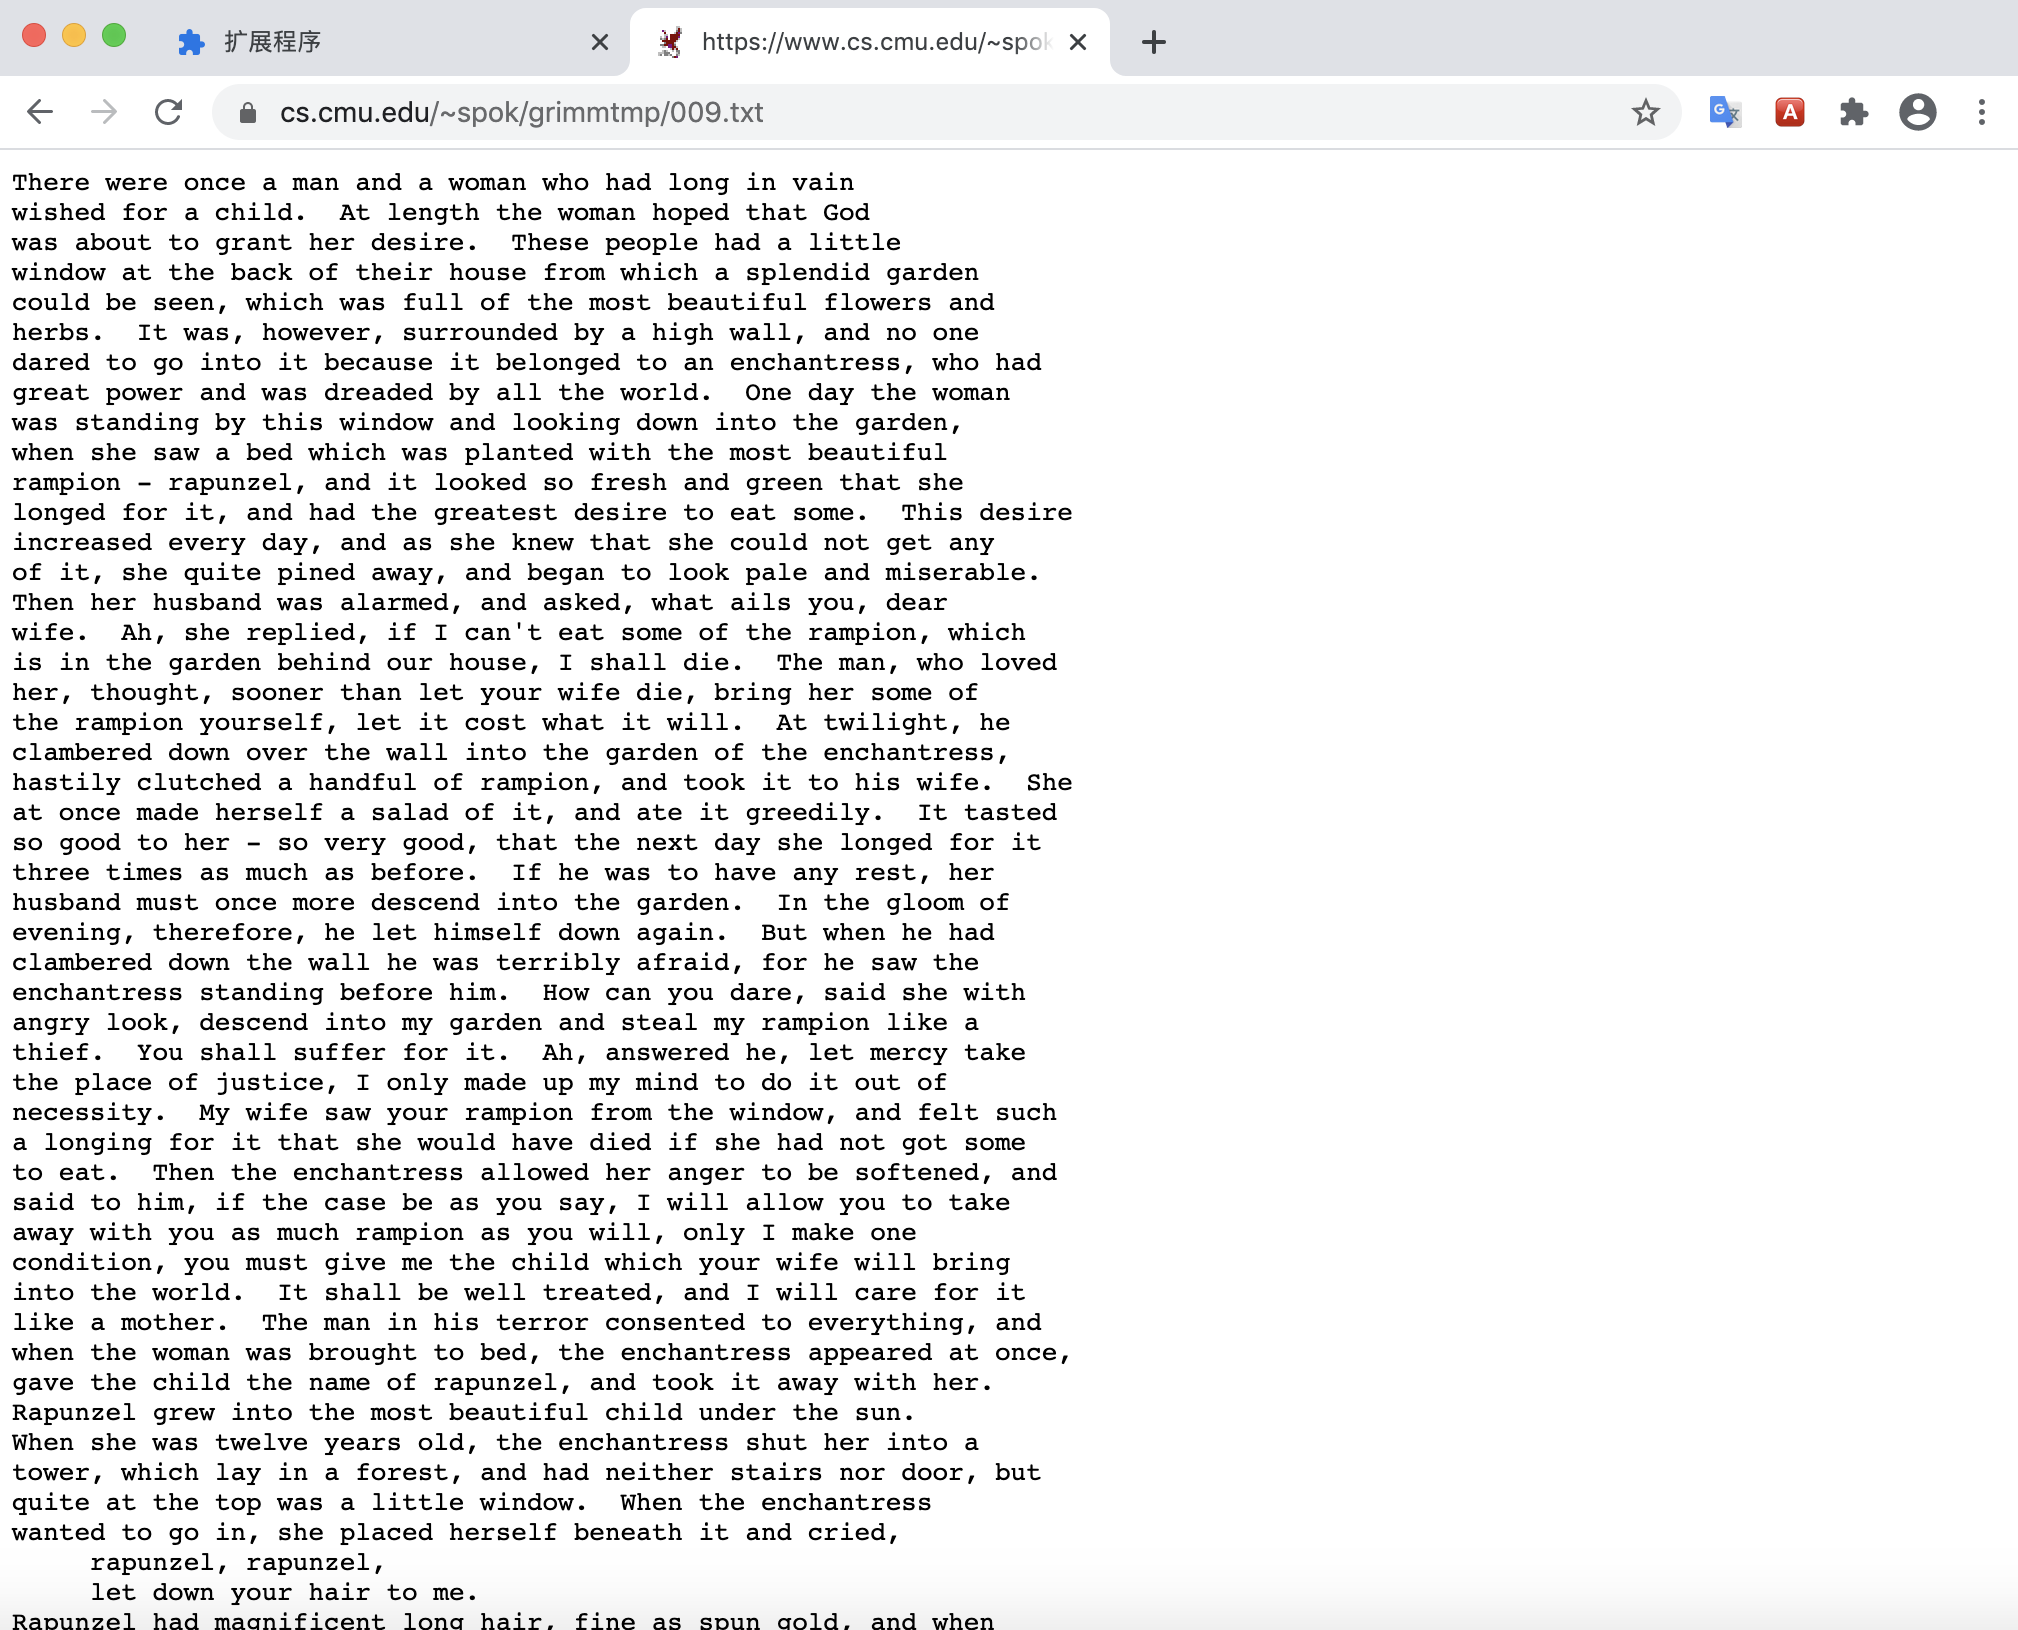 扩展程序
https://www.cs.cmu.edu/~spok
cs.cmu.edu/~spok/grimmtmp/009.txt
There were once a man and a woman who had long in vain
wished for a child.  At length the woman hoped that God
was about to grant her desire.  These people had a little
window at the back of their house from which a splendid garden
could be seen, which was full of the most beautiful flowers and
herbs.  It was, however, surrounded by a high wall, and no one
dared to go into it because it belonged to an enchantress, who had
great power and was dreaded by all the world.  One day the woman
was standing by this window and looking down into the garden,
when she saw a bed which was planted with the most beautiful
rampion - rapunzel, and it looked so fresh and green that she
longed for it, and had the greatest desire to eat some.  This desire
increased every day, and as she knew that she could not get any
of it, she quite pined away, and began to look pale and miserable.
Then her husband was alarmed, and asked, what ails you, dear
wife.  Ah, she replied, if I can't eat some of the rampion, which
is in the garden behind our house, I shall die.  The man, who loved
her, thought, sooner than let your wife die, bring her some of
the rampion yourself, let it cost what it will.  At twilight, he
clambered down over the wall into the garden of the enchantress,
hastily clutched a handful of rampion, and took it to his wife.  She
at once made herself a salad of it, and ate it greedily.  It tasted
so good to her - so very good, that the next day she longed for it
three times as much as before.  If he was to have any rest, her
husband must once more descend into the garden.  In the gloom of
evening, therefore, he let himself down again.  But when he had
clambered down the wall he was terribly afraid, for he saw the
enchantress standing before him.  How can you dare, said she with
angry look, descend into my garden and steal my rampion like a
thief.  You shall suffer for it.  Ah, answered he, let mercy take
the place of justice, I only made up my mind to do it out of
necessity.  My wife saw your rampion from the window, and felt such
a longing for it that she would have died if she had not got some
to eat.  Then the enchantress allowed her anger to be softened, and
said to him, if the case be as you say, I will allow you to take
away with you as much rampion as you will, only I make one
condition, you must give me the child which your wife will bring
into the world.  It shall be well treated, and I will care for it
like a mother.  The man in his terror consented to everything, and
when the woman was brought to bed, the enchantress appeared at once,
gave the child the name of rapunzel, and took it away with her.
Rapunzel grew into the most beautiful child under the sun.
When she was twelve years old, the enchantress shut her into a
tower, which lay in a forest, and had neither stairs nor door, but
quite at the top was a little window.  When the enchantress
wanted to go in, she placed herself beneath it and cried,
     rapunzel, rapunzel,
     let down your hair to me.
Rapunzel had magnificent long hair, fine as spun gold, and when